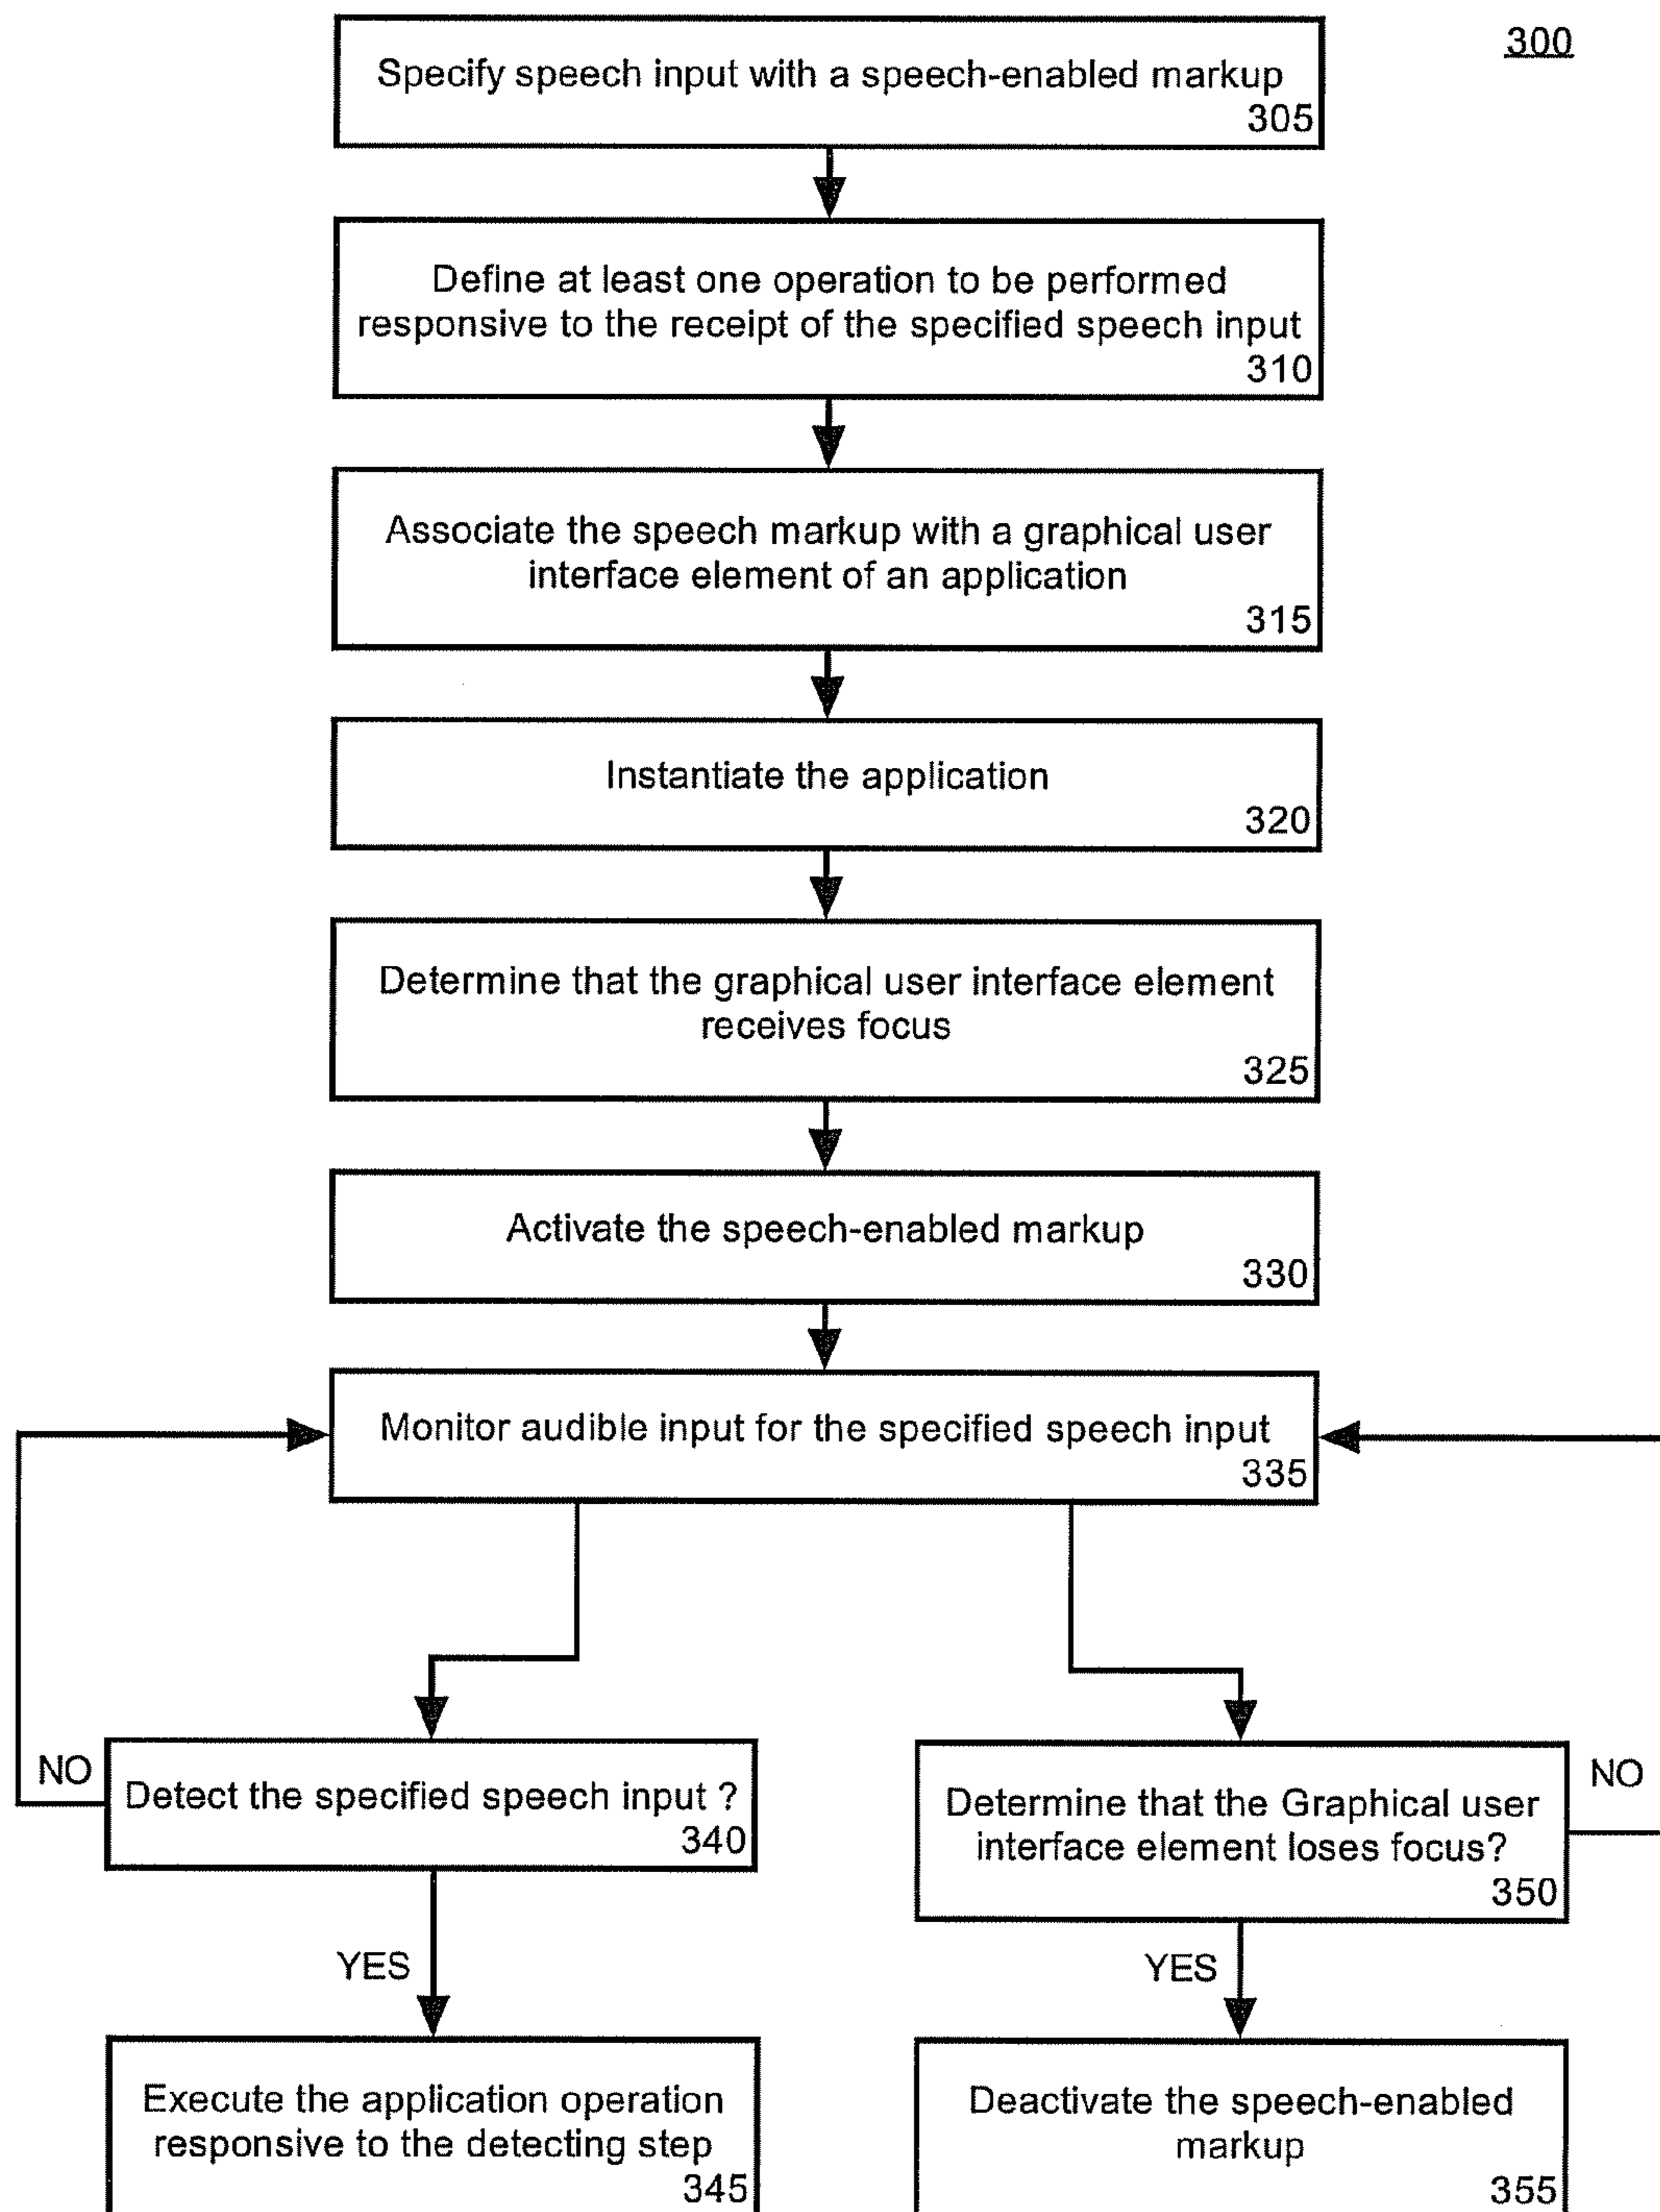 300
Specify speech input with a speech-enabled markup
305
Define at least one operation to be performed
responsive to the receipt of the specified speech input
310
Associate the speech markup with a graphical user
interface element of an application
315
Instantiate the application
320
Determine that the graphical user interface element
receives focus
325
Activate the speech-enabled markup
330
Monitor audible input for the specified speech input
335
NO
Detect the specified speech input ?
340
Determine that the Graphical user
interface element loses focus?
350
NO
YES
YES
Execute the application operation
responsive to the detecting step
345
Deactivate the speech-enabled
markup
355